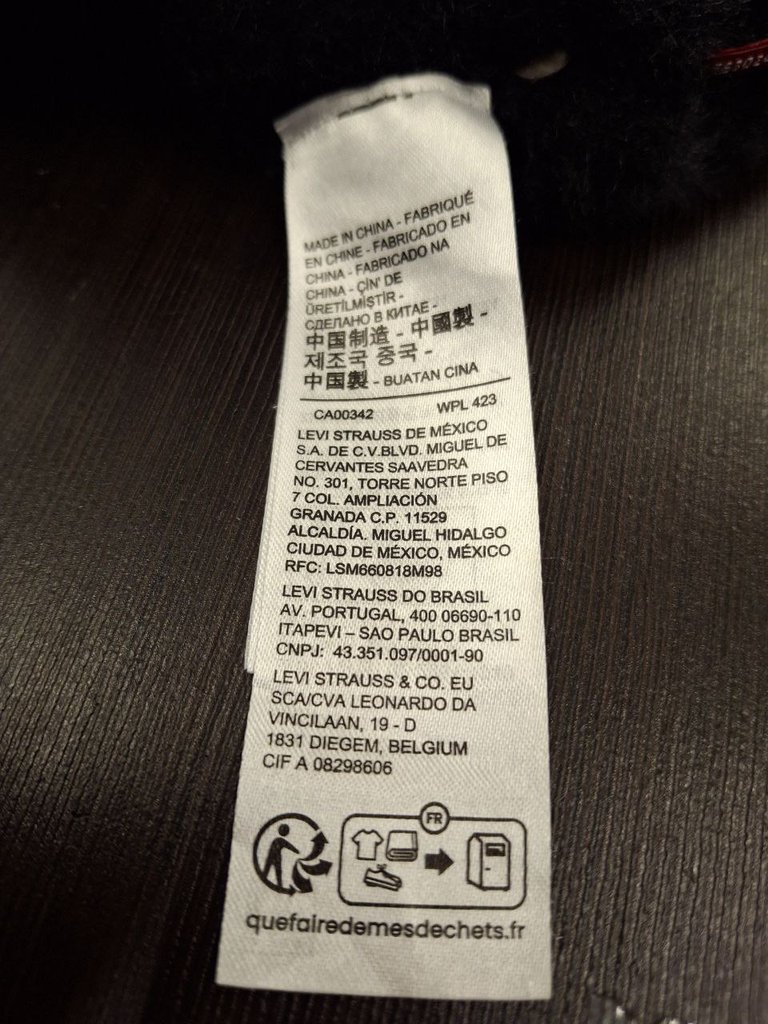 MADE IN CHINA - FABRIQUÉ
EN CHINE - FABRICADO EN
CHINA - FABRICADO NA
CHINA - ÇİN' DE
ÜRETİLMİŞTİR -
СДЕЛАНО В КИТАЕ -
中国制造 - 中國製 -
제조국 중국 -
中国製 - BUATAN CINA
CA00342 WPL 423
LEVI STRAUSS DE MÉXICO
S.A. DE C.V.BLVD. MIGUEL DE
CERVANTES SAAVEDRA
NO. 301, TORRE NORTE PISO
7 COL. AMPLIACIÓN
GRANADA C.P. 11529
ALCALDÍA. MIGUEL HIDALGO
CIUDAD DE MÉXICO, MÉXICO
RFC: LSM660818M98
LEVI STRAUSS DO BRASIL
AV. PORTUGAL, 400 06690-110
ITAPEVI – SAO PAULO BRASIL
CNPJ: 43.351.097/0001-90
LEVI STRAUSS & CO. EU
SCA/CVA LEONARDO DA
VINCILAAN, 19 - D
1831 DIEGEM, BELGIUM
CIF A 08298606
FR
quefairedemesdechets.fr